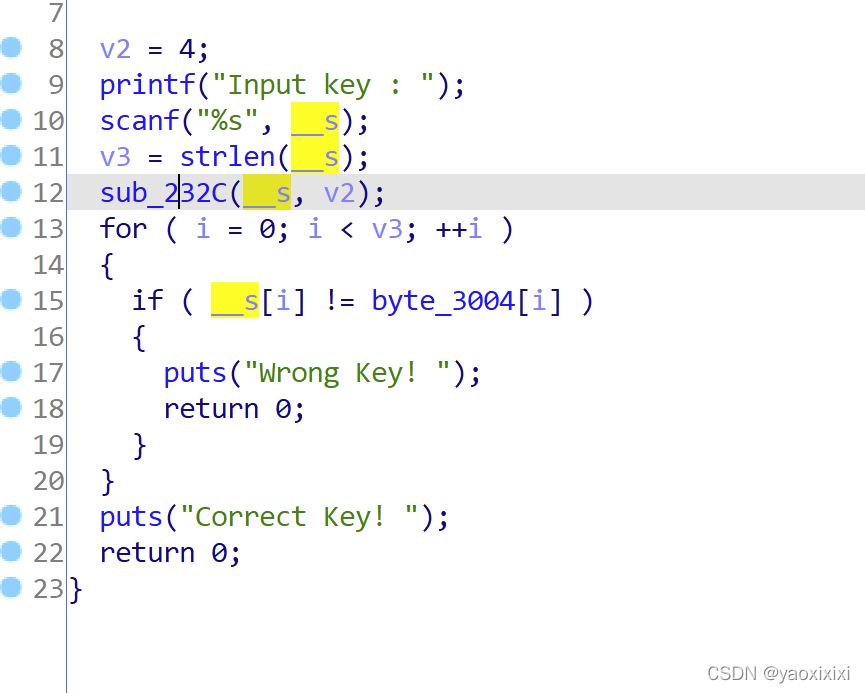 7
8 v2 = 4;
9 printf("Input key : ");
10 scanf("%s", __s);
11 v3 = strlen(__s);
12 sub_232C(__s, v2);
13 for ( i = 0; i < v3; ++i )
14 {
15 if ( __s[i] != byte_3004[i] )
16 {
17 puts("Wrong Key! ");
18 return 0;
19 }
20 }
21 puts("Correct Key! ");
22 return 0;
23 }
CSDN @yaoxixixi